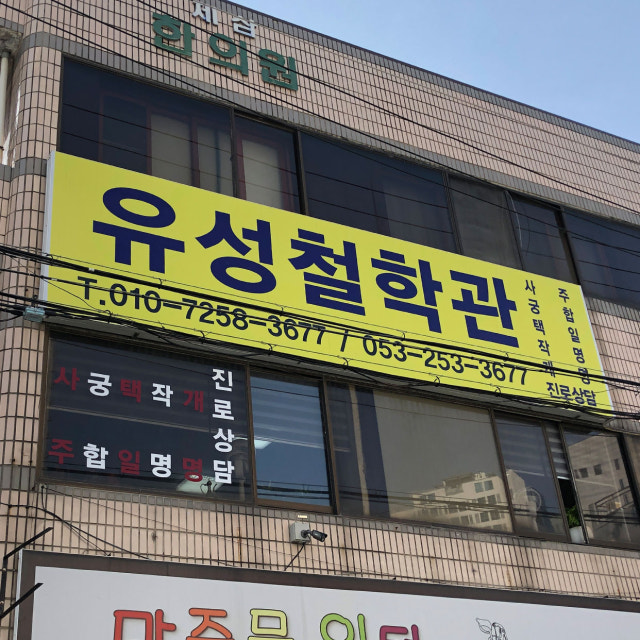 한의원
유성철학관
T.010-7258-3677 / 053-253-3677
사주
궁합
택일
작명
개명
진로상담
사궁택작개
주합일명명
진로상담